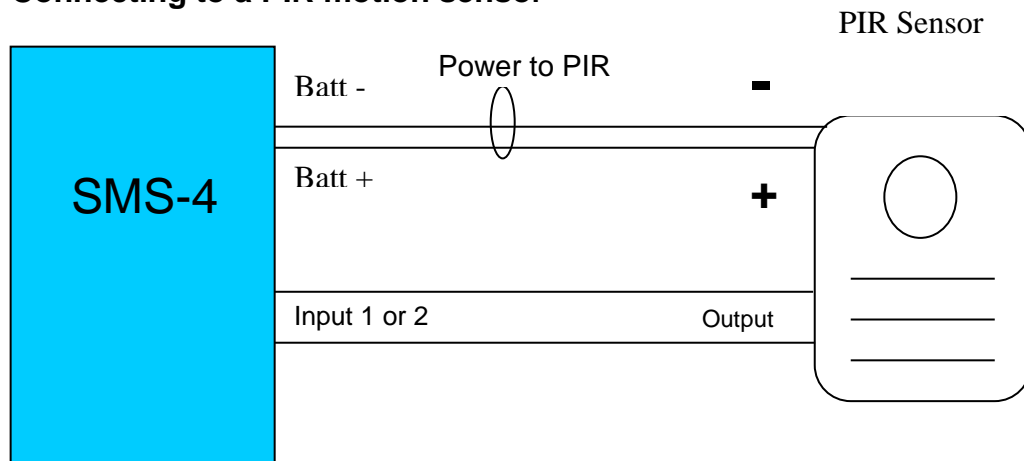 Connecting to a PIR motion sensor
PIR Sensor
Power to PIR
Batt -
-
SMS-4
Batt +
+
Input 1 or 2
Output